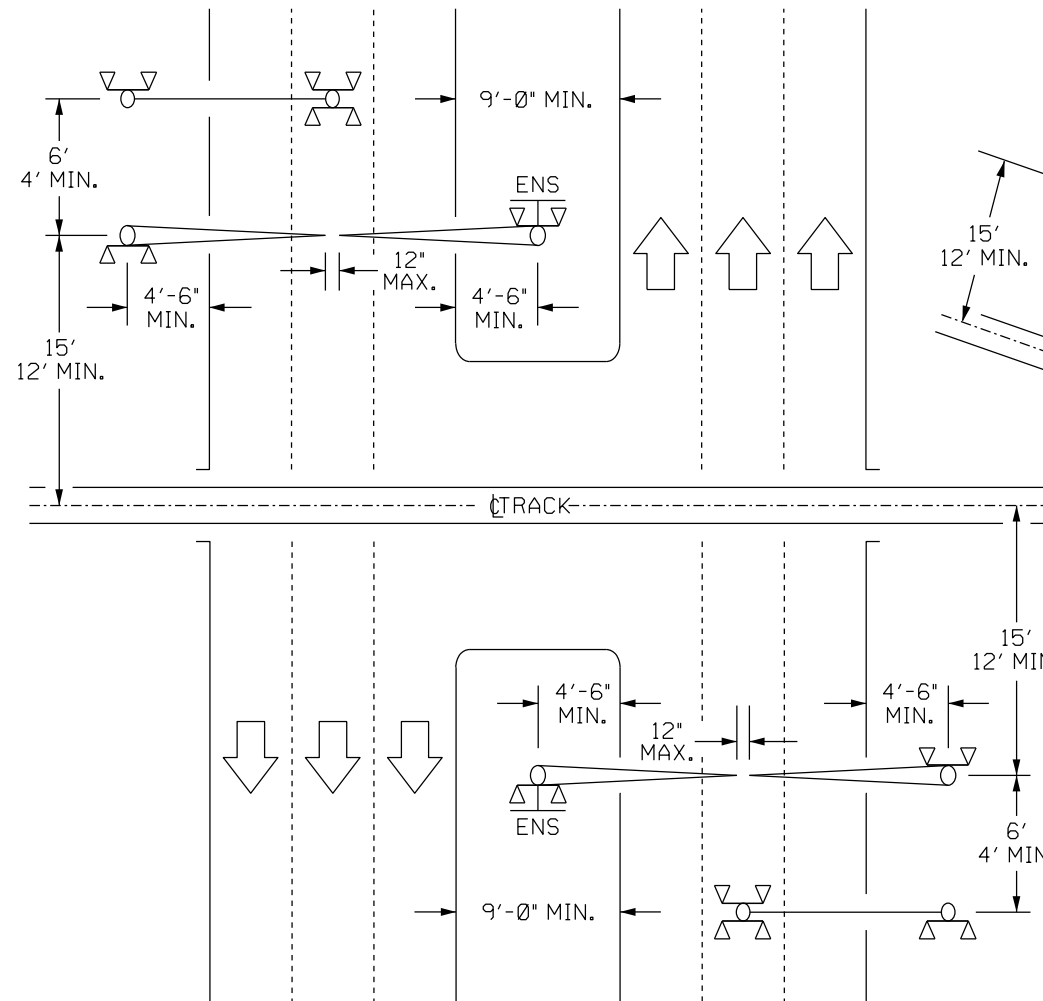 9'-0" MIN.
6'
4' MIN.
ENS
15'
12' MIN.
12"
MAX.
4'-6"
MIN.
4'-6"
MIN.
15'
12' MIN.
℄ TRACK
15'
12' MIN
4'-6"
MIN.
4'-6"
MIN.
12"
MAX.
ENS
6'
4' MIN
9'-0" MIN.